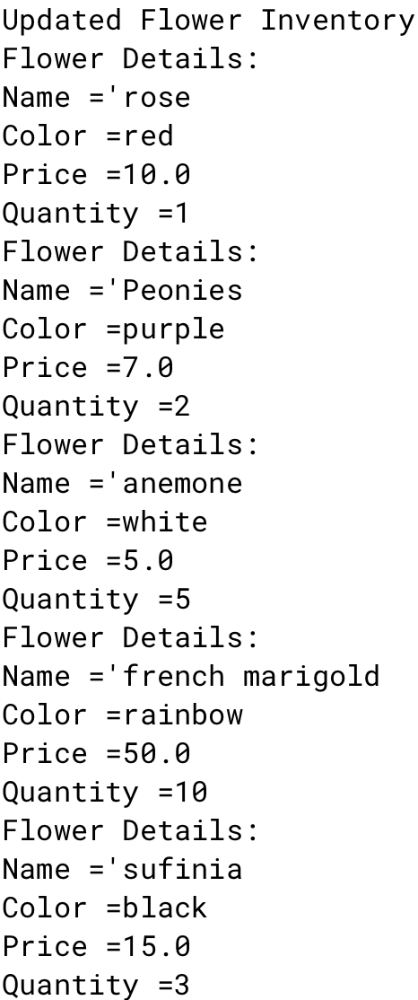 Updated Flower Inventory
Flower Details:
Name ='rose
Color =red
Price =10.0
Quantity =1
Flower Details:
Name ='Peonies
Color =purple
Price =7.0
Quantity =2
Flower Details:
Name ='anemone
Color =white
Price =5.0
Quantity =5
Flower Details:
Name ='french marigold
Color =rainbow
Price =50.0
Quantity =10
Flower Details:
Name ='sufinia
Color =black
Price =15.0
Quantity =3